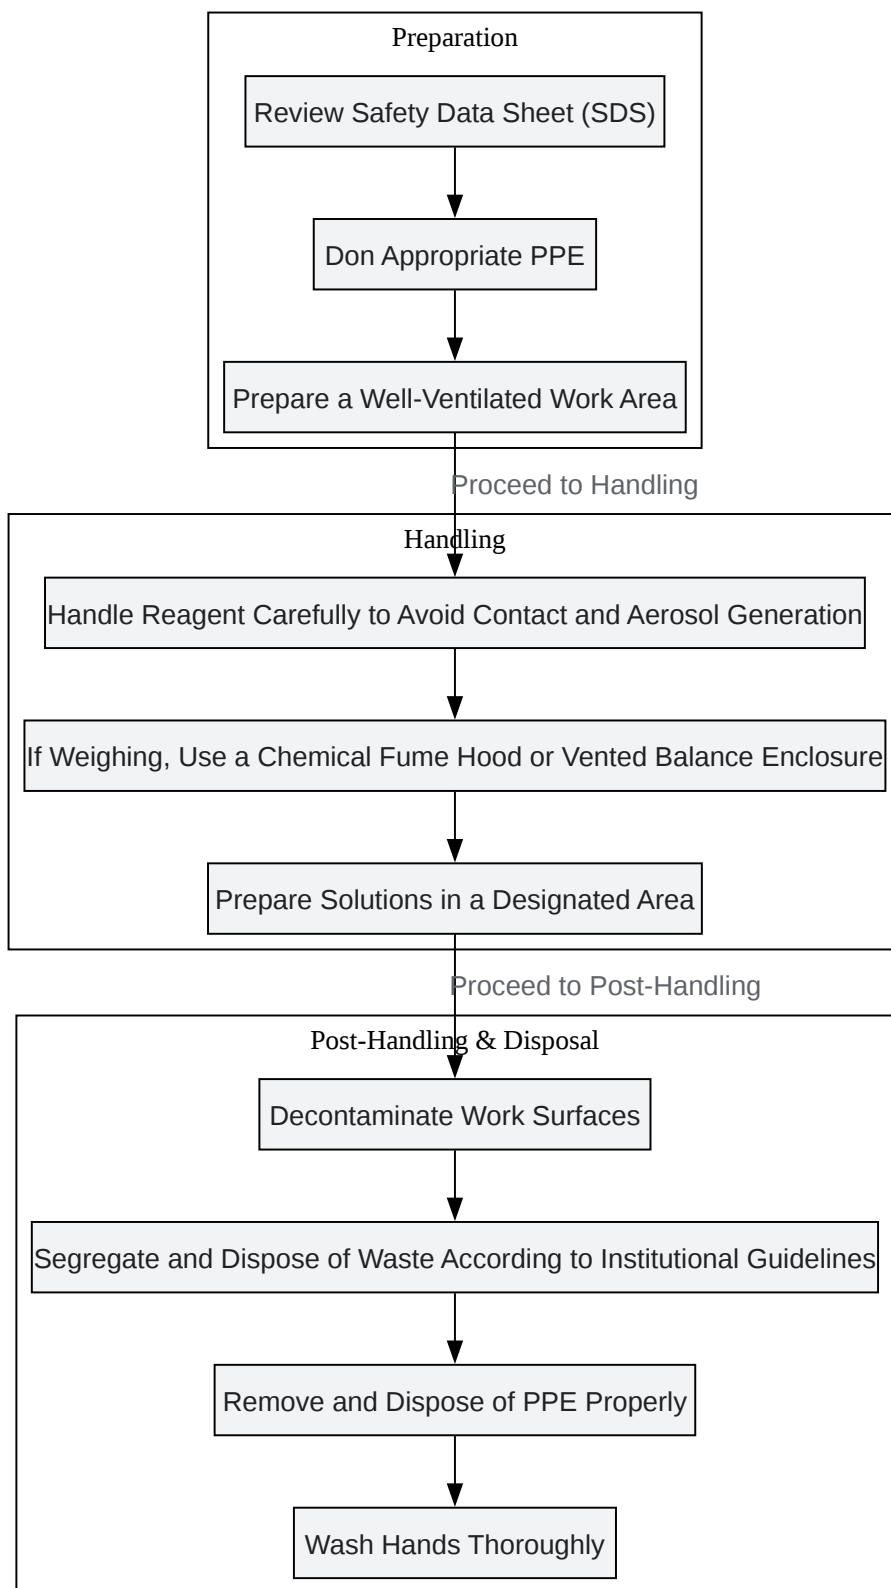 Preparation
Review Safety Data Sheet (SDS)
Don Appropriate PPE
Prepare a Well-Ventilated Work Area
Proceed to Handling
Handling
Handle Reagent Carefully to Avoid Contact and Aerosol Generation
If Weighing, Use a Chemical Fume Hood or Vented Balance Enclosure
Prepare Solutions in a Designated Area
Proceed to Post-Handling
Post-Handling & Disposal
Decontaminate Work Surfaces
Segregate and Dispose of Waste According to Institutional Guidelines
Remove and Dispose of PPE Properly
Wash Hands Thoroughly